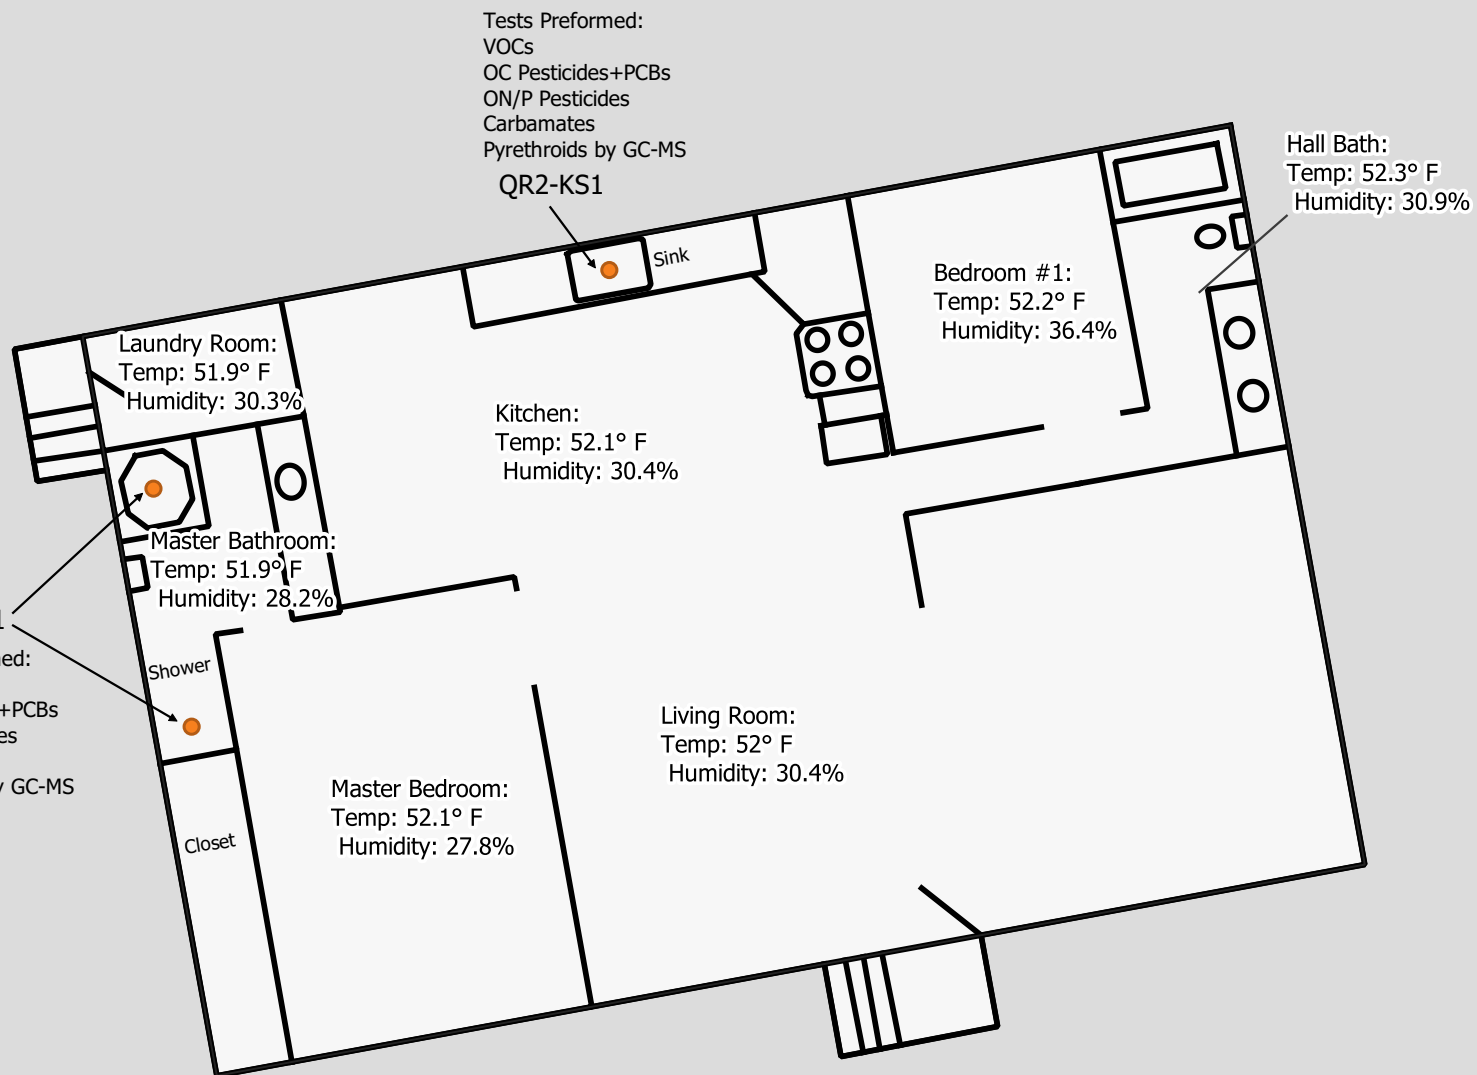 Tests Preformed:
VOCs
OC Pesticides+PCBs
ON/P Pesticides
Carbamates
Pyrethroids by GC-MS
QR2-KS1
Hall Bath:
Temp: 52.3° F
Humidity: 30.9%
Sink
Bedroom #1:
Temp: 52.2° F
Humidity: 36.4%
Laundry Room:
Temp: 51.9° F
Humidity: 30.3%
Kitchen:
Temp: 52.1° F
Humidity: 30.4%
Master Bathroom:
Temp: 51.9° F
Humidity: 28.2%
Shower
+PCBs
GC-MS
Living Room:
Temp: 52° F
Humidity: 30.4%
Master Bedroom:
Temp: 52.1° F
Humidity: 27.8%
Closet